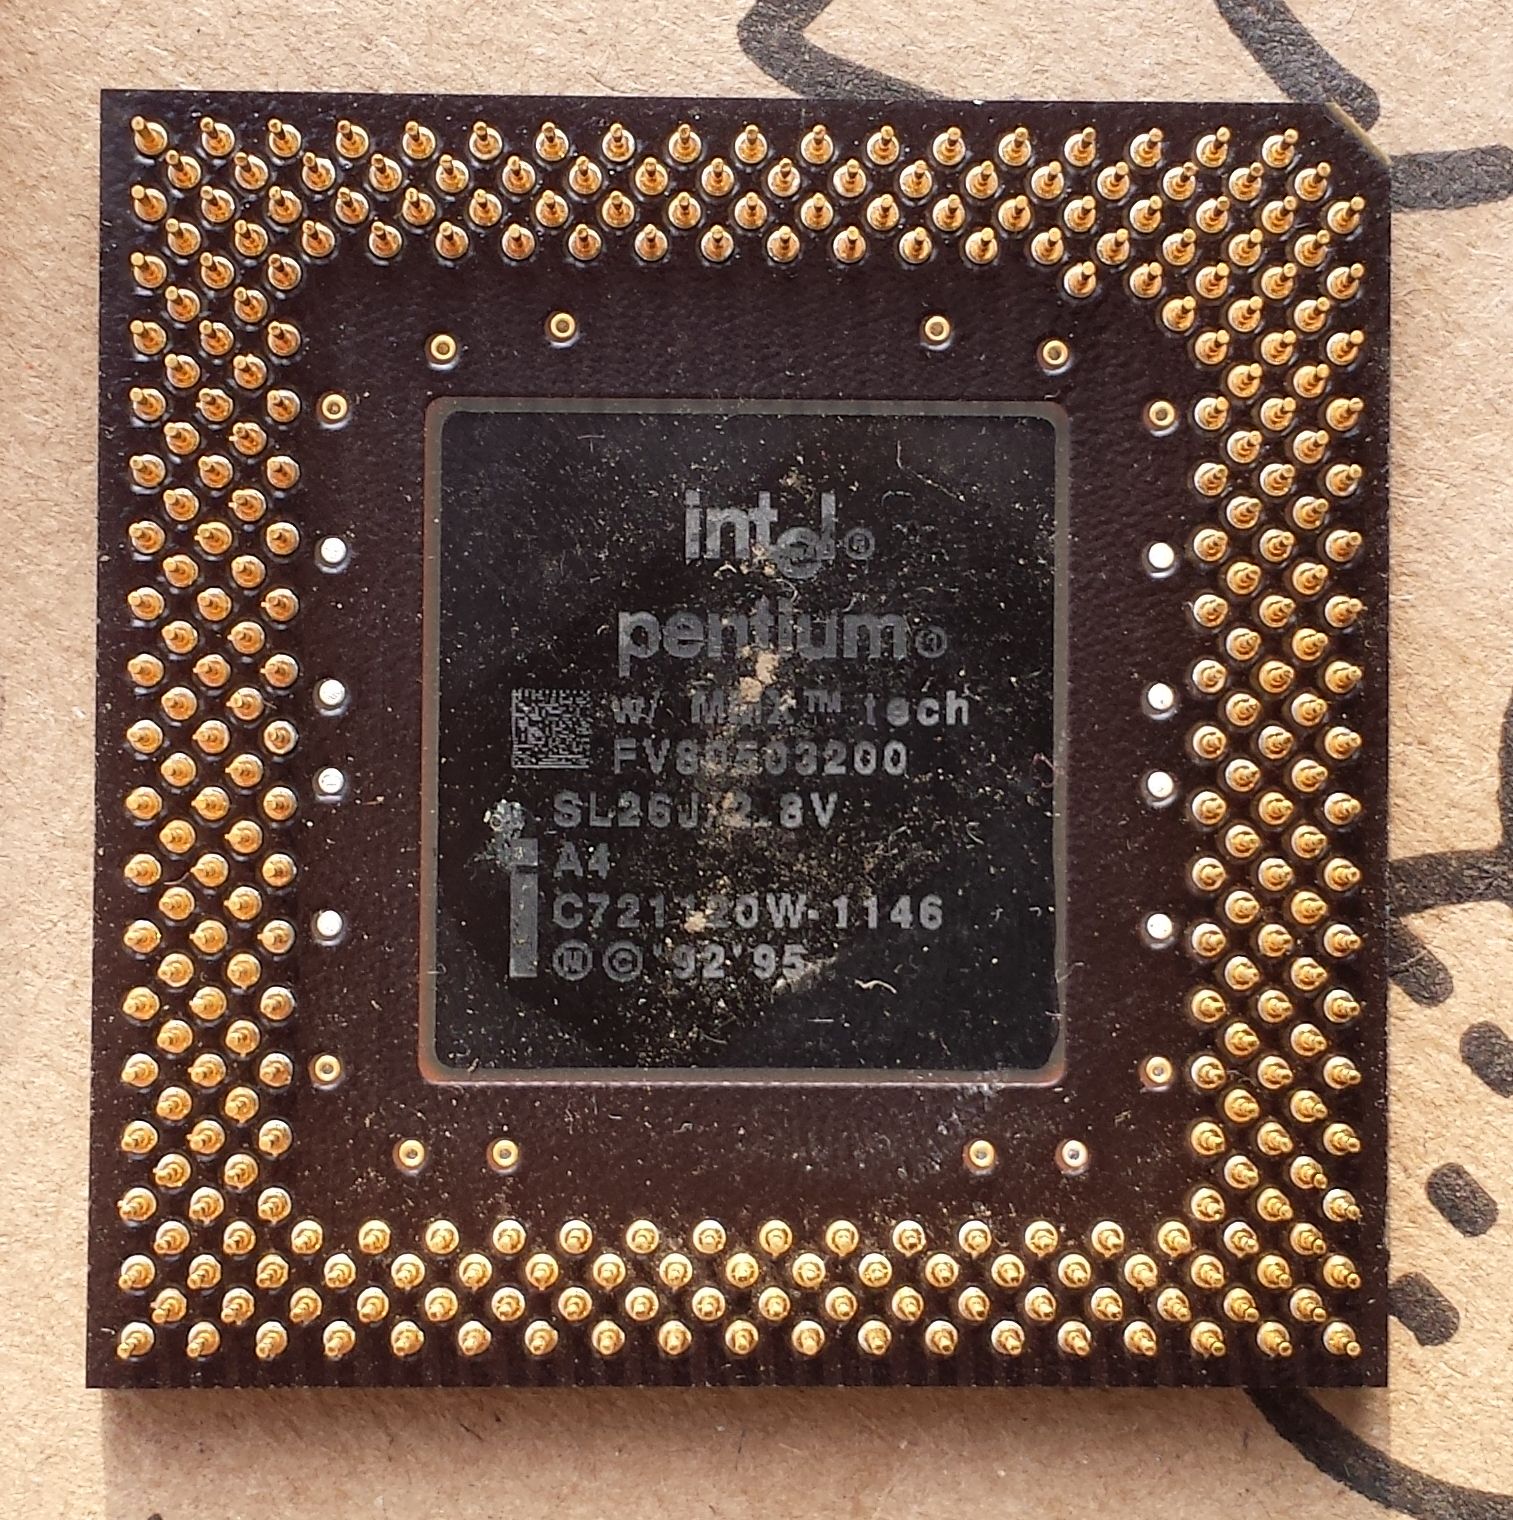 intel®
pentium®
w/ MMX™ tech
FV80503200
SL26J/2.8V
A4
C721120W-1146
Ⓜ © '92'95